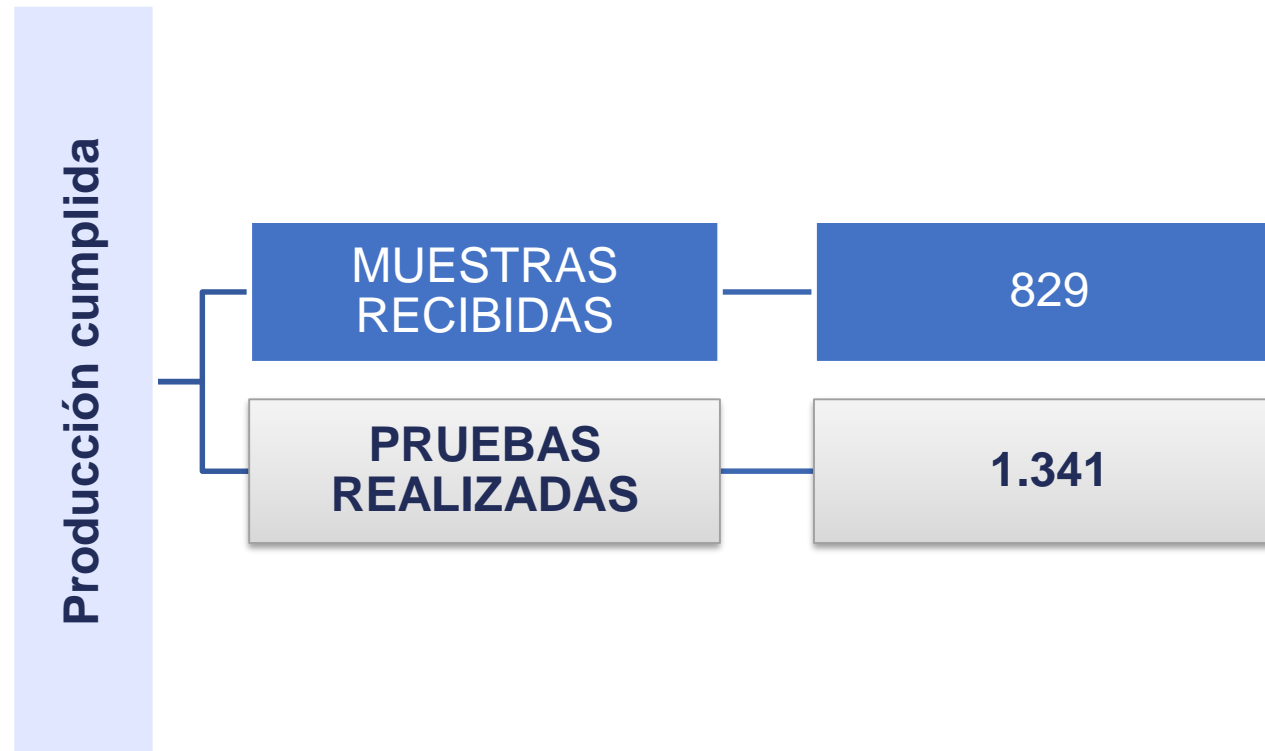 Producción cumplida
MUESTRAS
RECIBIDAS
829
PRUEBAS
REALIZADAS
1.341